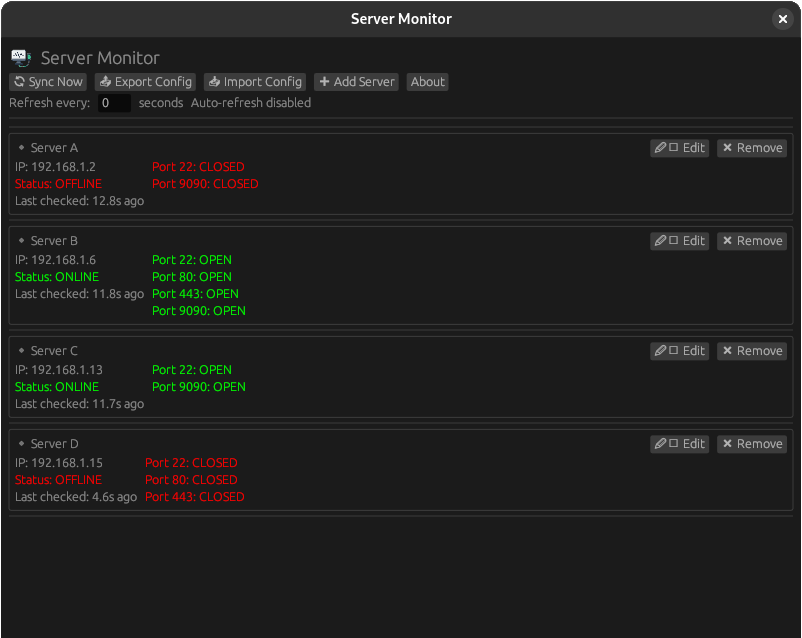 Server Monitor
Server Monitor
Sync Now Export Config Import Config + Add Server About
Refresh every: 0 seconds Auto-refresh disabled
Server A Edit Remove
IP: 192.168.1.2 Port 22: CLOSED
Status: OFFLINE Port 9090: CLOSED
Last checked: 12.8s ago
Server B Edit Remove
IP: 192.168.1.6 Port 22: OPEN
Status: ONLINE Port 80: OPEN
Last checked: 11.8s ago Port 443: OPEN
Port 9090: OPEN
Server C Edit Remove
IP: 192.168.1.13 Port 22: OPEN
Status: ONLINE Port 9090: OPEN
Last checked: 11.7s ago
Server D Edit Remove
IP: 192.168.1.15 Port 22: CLOSED
Status: OFFLINE Port 80: CLOSED
Last checked: 4.6s ago Port 443: CLOSED